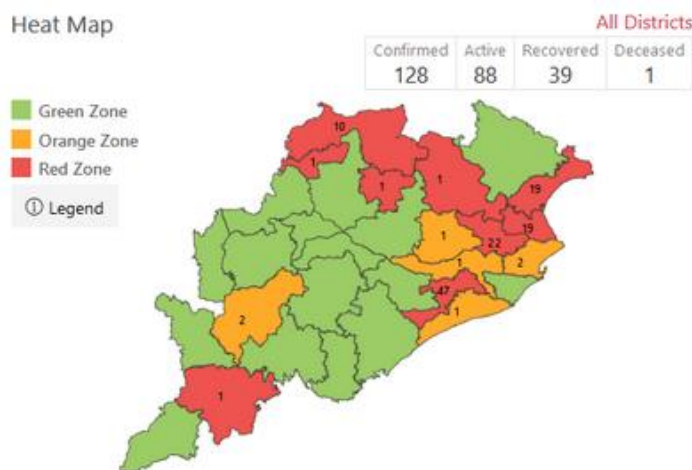 Heat Map
All Districts
Confirmed Active Recovered Deceased
128 88 39 1
Green Zone
Orange Zone
Red Zone
Legend
10
1
1
1
19
19
22
1
1
2
47
1
2
1